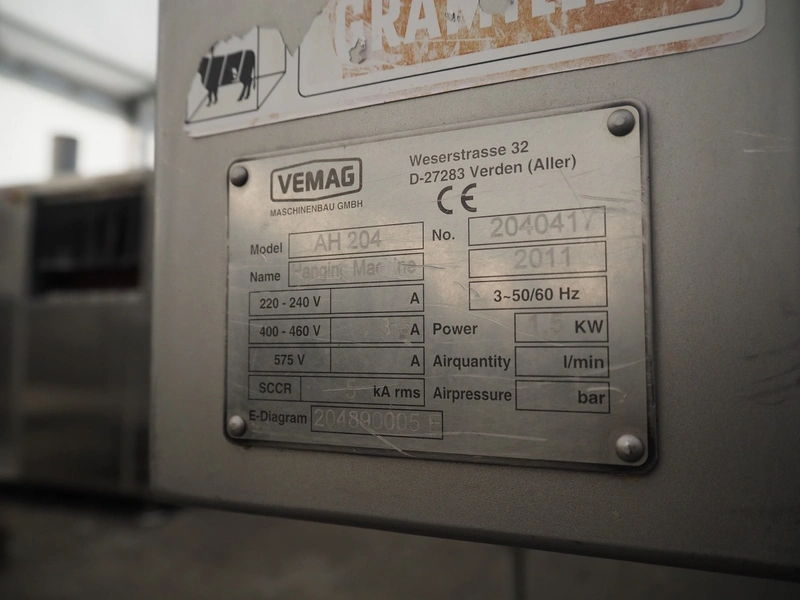 VEMAG
MASCHINENBAU GMBH
Weserstrasse 32
D-27283 Verden (Aller)
CE
Model AH 204 No. 2040417
Name Hanging Machine 2011
220 - 240 V A 3~50/60 Hz
400 - 460 V A Power 1.5 KW
575 V A Airquantity l/min
SCCR 5 kA rms Airpressure bar
E-Diagram 204890005 E